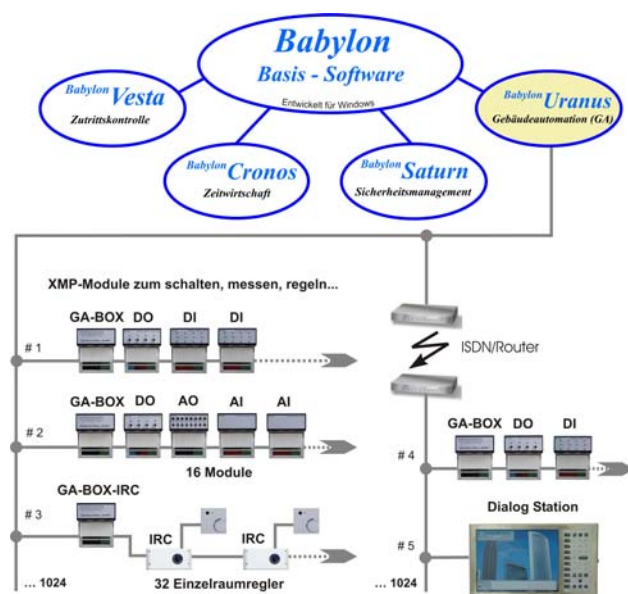 Babylon
Basis - Software
Entwickelt für Windows
Babylon Vesta
Zutrittskontrolle
Babylon Uranus
Gebäudeautomation (GA)
Babylon Cronos
Zeitwirtschaft
Babylon Saturn
Sicherheitsmanagement
XMP-Module zum schalten, messen, regeln...
GA-BOX DO DI DI
# 1
ISDN/Router
GA-BOX DO AO AI AI
# 2
16 Module
GA-BOX DO DI
# 4
GA-BOX-IRC
# 3
IRC IRC
32 Einzelraumregler
... 1024
Dialog Station
# 5
... 1024